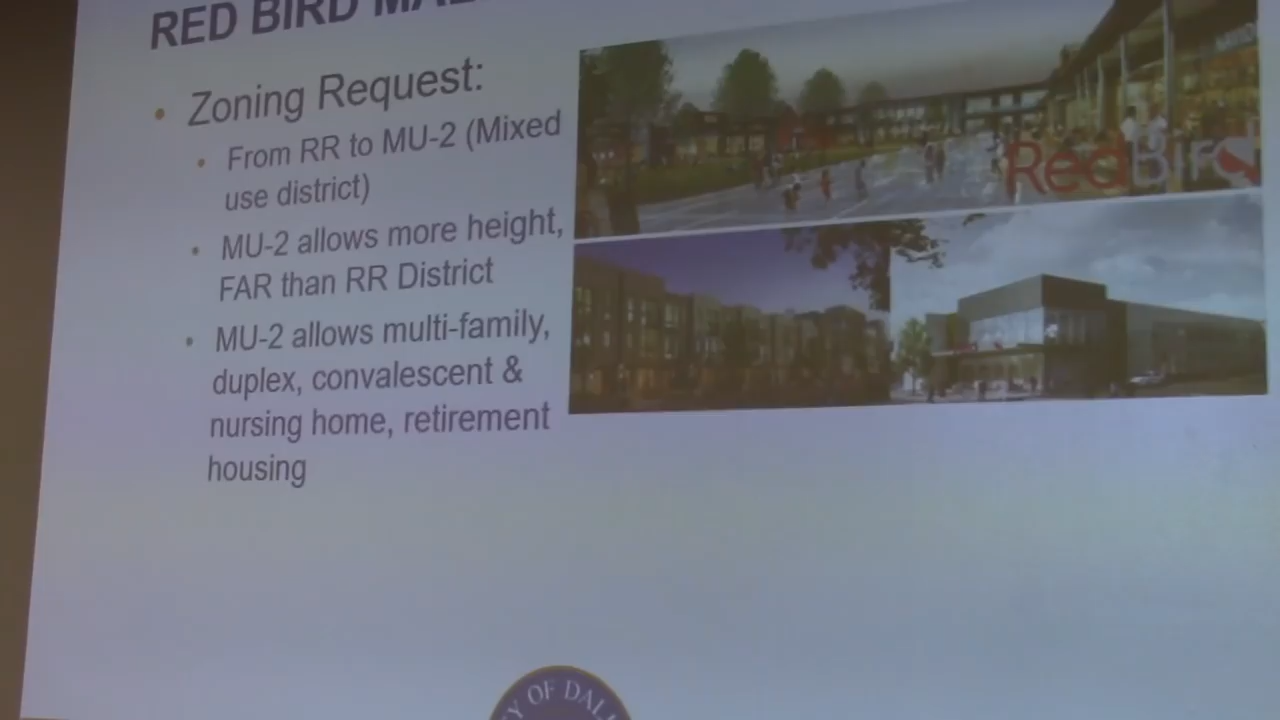 RED BIRD
Zoning Request:
From RR to MU-2 (Mixed
use district)
MU-2 allows more height,
FAR than RR District
MU-2 allows multi-family,
duplex, convalescent &
nursing home, retirement
housing
RedBird
OF DAL